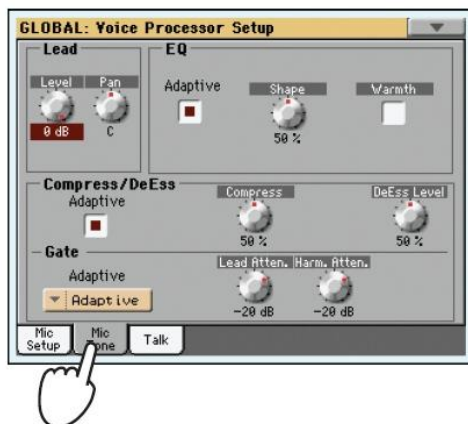 GLOBAL: Voice Processor Setup
Lead
EQ
Level Pan
0 dB C
Adaptive
Shape
50 %
Warmth
Compress/DeEss
Adaptive
Compress
50 %
DeEss Level
50 %
Gate
Adaptive
Adaptive
Lead Atten. Harm. Atten.
-20 dB -20 dB
Mic Setup
Mic Tone
Talk